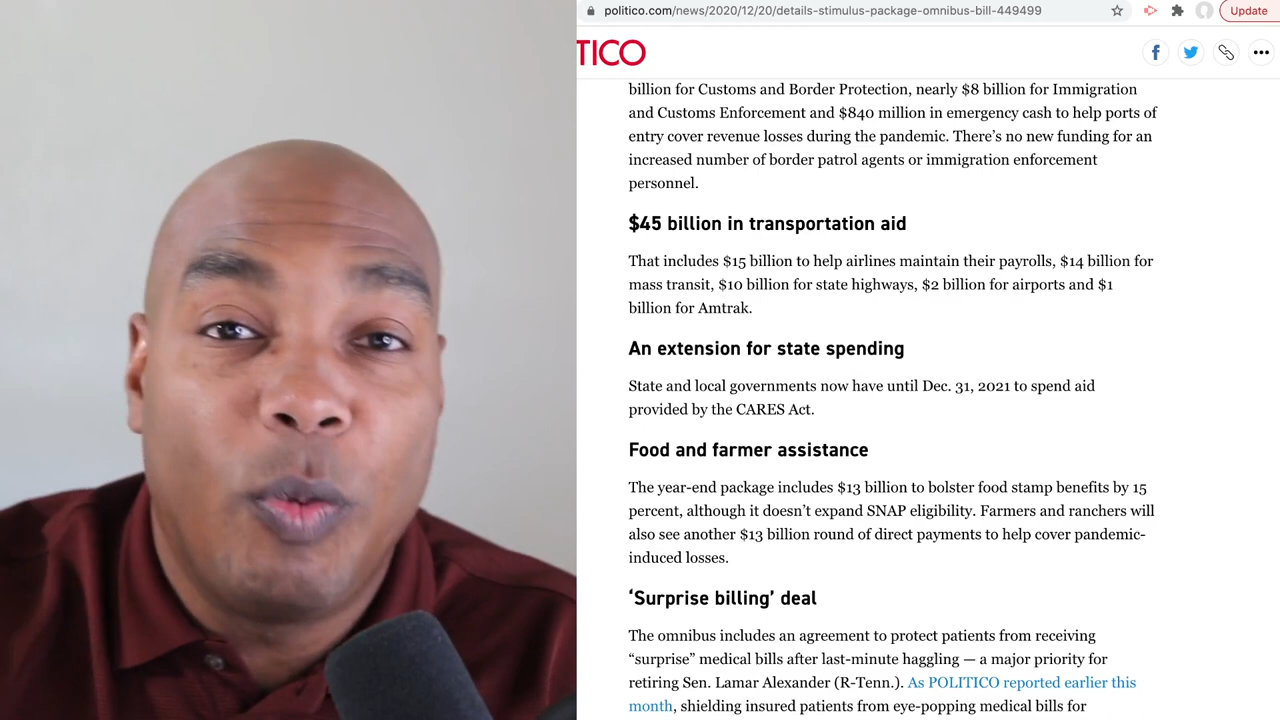 politico.com/news/2020/12/20/details-stimulus-package-omnibus-bill-449499
Update
TICO
billion for Customs and Border Protection, nearly $8 billion for Immigration
and Customs Enforcement and $840 million in emergency cash to help ports of
entry cover revenue losses during the pandemic. There’s no new funding for an
increased number of border patrol agents or immigration enforcement
personnel.
$45 billion in transportation aid
That includes $15 billion to help airlines maintain their payrolls, $14 billion for
mass transit, $10 billion for state highways, $2 billion for airports and $1
billion for Amtrak.
An extension for state spending
State and local governments now have until Dec. 31, 2021 to spend aid
provided by the CARES Act.
Food and farmer assistance
The year-end package includes $13 billion to bolster food stamp benefits by 15
percent, although it doesn’t expand SNAP eligibility. Farmers and ranchers will
also see another $13 billion round of direct payments to help cover pandemic-
induced losses.
‘Surprise billing’ deal
The omnibus includes an agreement to protect patients from receiving
“surprise” medical bills after last-minute haggling — a major priority for
retiring Sen. Lamar Alexander (R-Tenn.). As POLITICO reported earlier this
month, shielding insured patients from eye-popping medical bills for